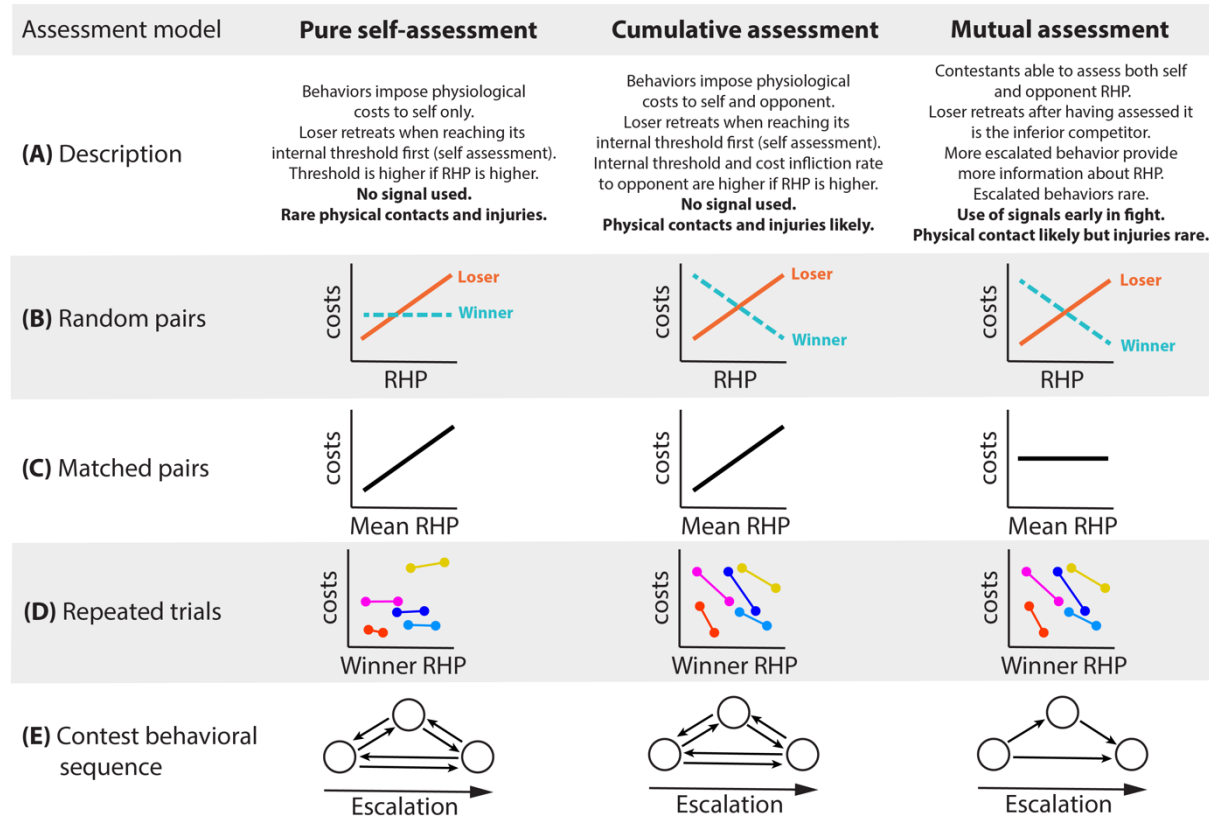 Assessment model
Pure self-assessment
Cumulative assessment
Mutual assessment
(A) Description
Behaviors impose physiological
costs to self only.
Loser retreats when reaching its
internal threshold first (self assessment).
Threshold is higher if RHP is higher.
No signal used.
Rare physical contacts and injuries.
Behaviors impose physiological
costs to self and opponent.
Loser retreats when reaching its
internal threshold first (self assessment).
Internal threshold and cost infliction rate
to opponent are higher if RHP is higher.
No signal used.
Physical contacts and injuries likely.
Contestants able to assess both self
and opponent RHP.
Loser retreats after having assessed it
is the inferior competitor.
More escalated behavior provide
more information about RHP.
Escalated behaviors rare.
Use of signals early in fight.
Physical contact likely but injuries rare.
(B) Random pairs
costs
Loser
Winner
RHP
costs
Loser
Winner
RHP
costs
Loser
Winner
RHP
(C) Matched pairs
costs
Mean RHP
costs
Mean RHP
costs
Mean RHP
(D) Repeated trials
costs
Winner RHP
costs
Winner RHP
costs
Winner RHP
(E) Contest behavioral
sequence
Escalation
Escalation
Escalation